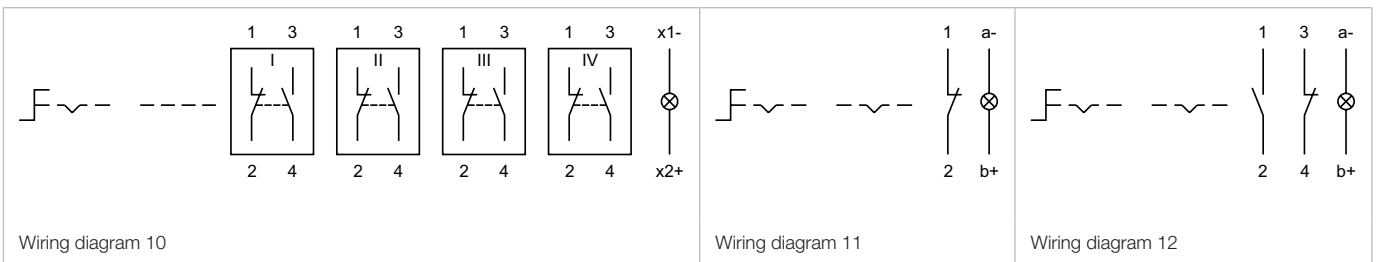 1 3 1 3 1 3 1 3 x1-
I II III IV
2 4 2 4 2 4 2 4 x2+
Wiring diagram 10
1 a-
2 b+
Wiring diagram 11
1 3 a-
2 4 b+
Wiring diagram 12